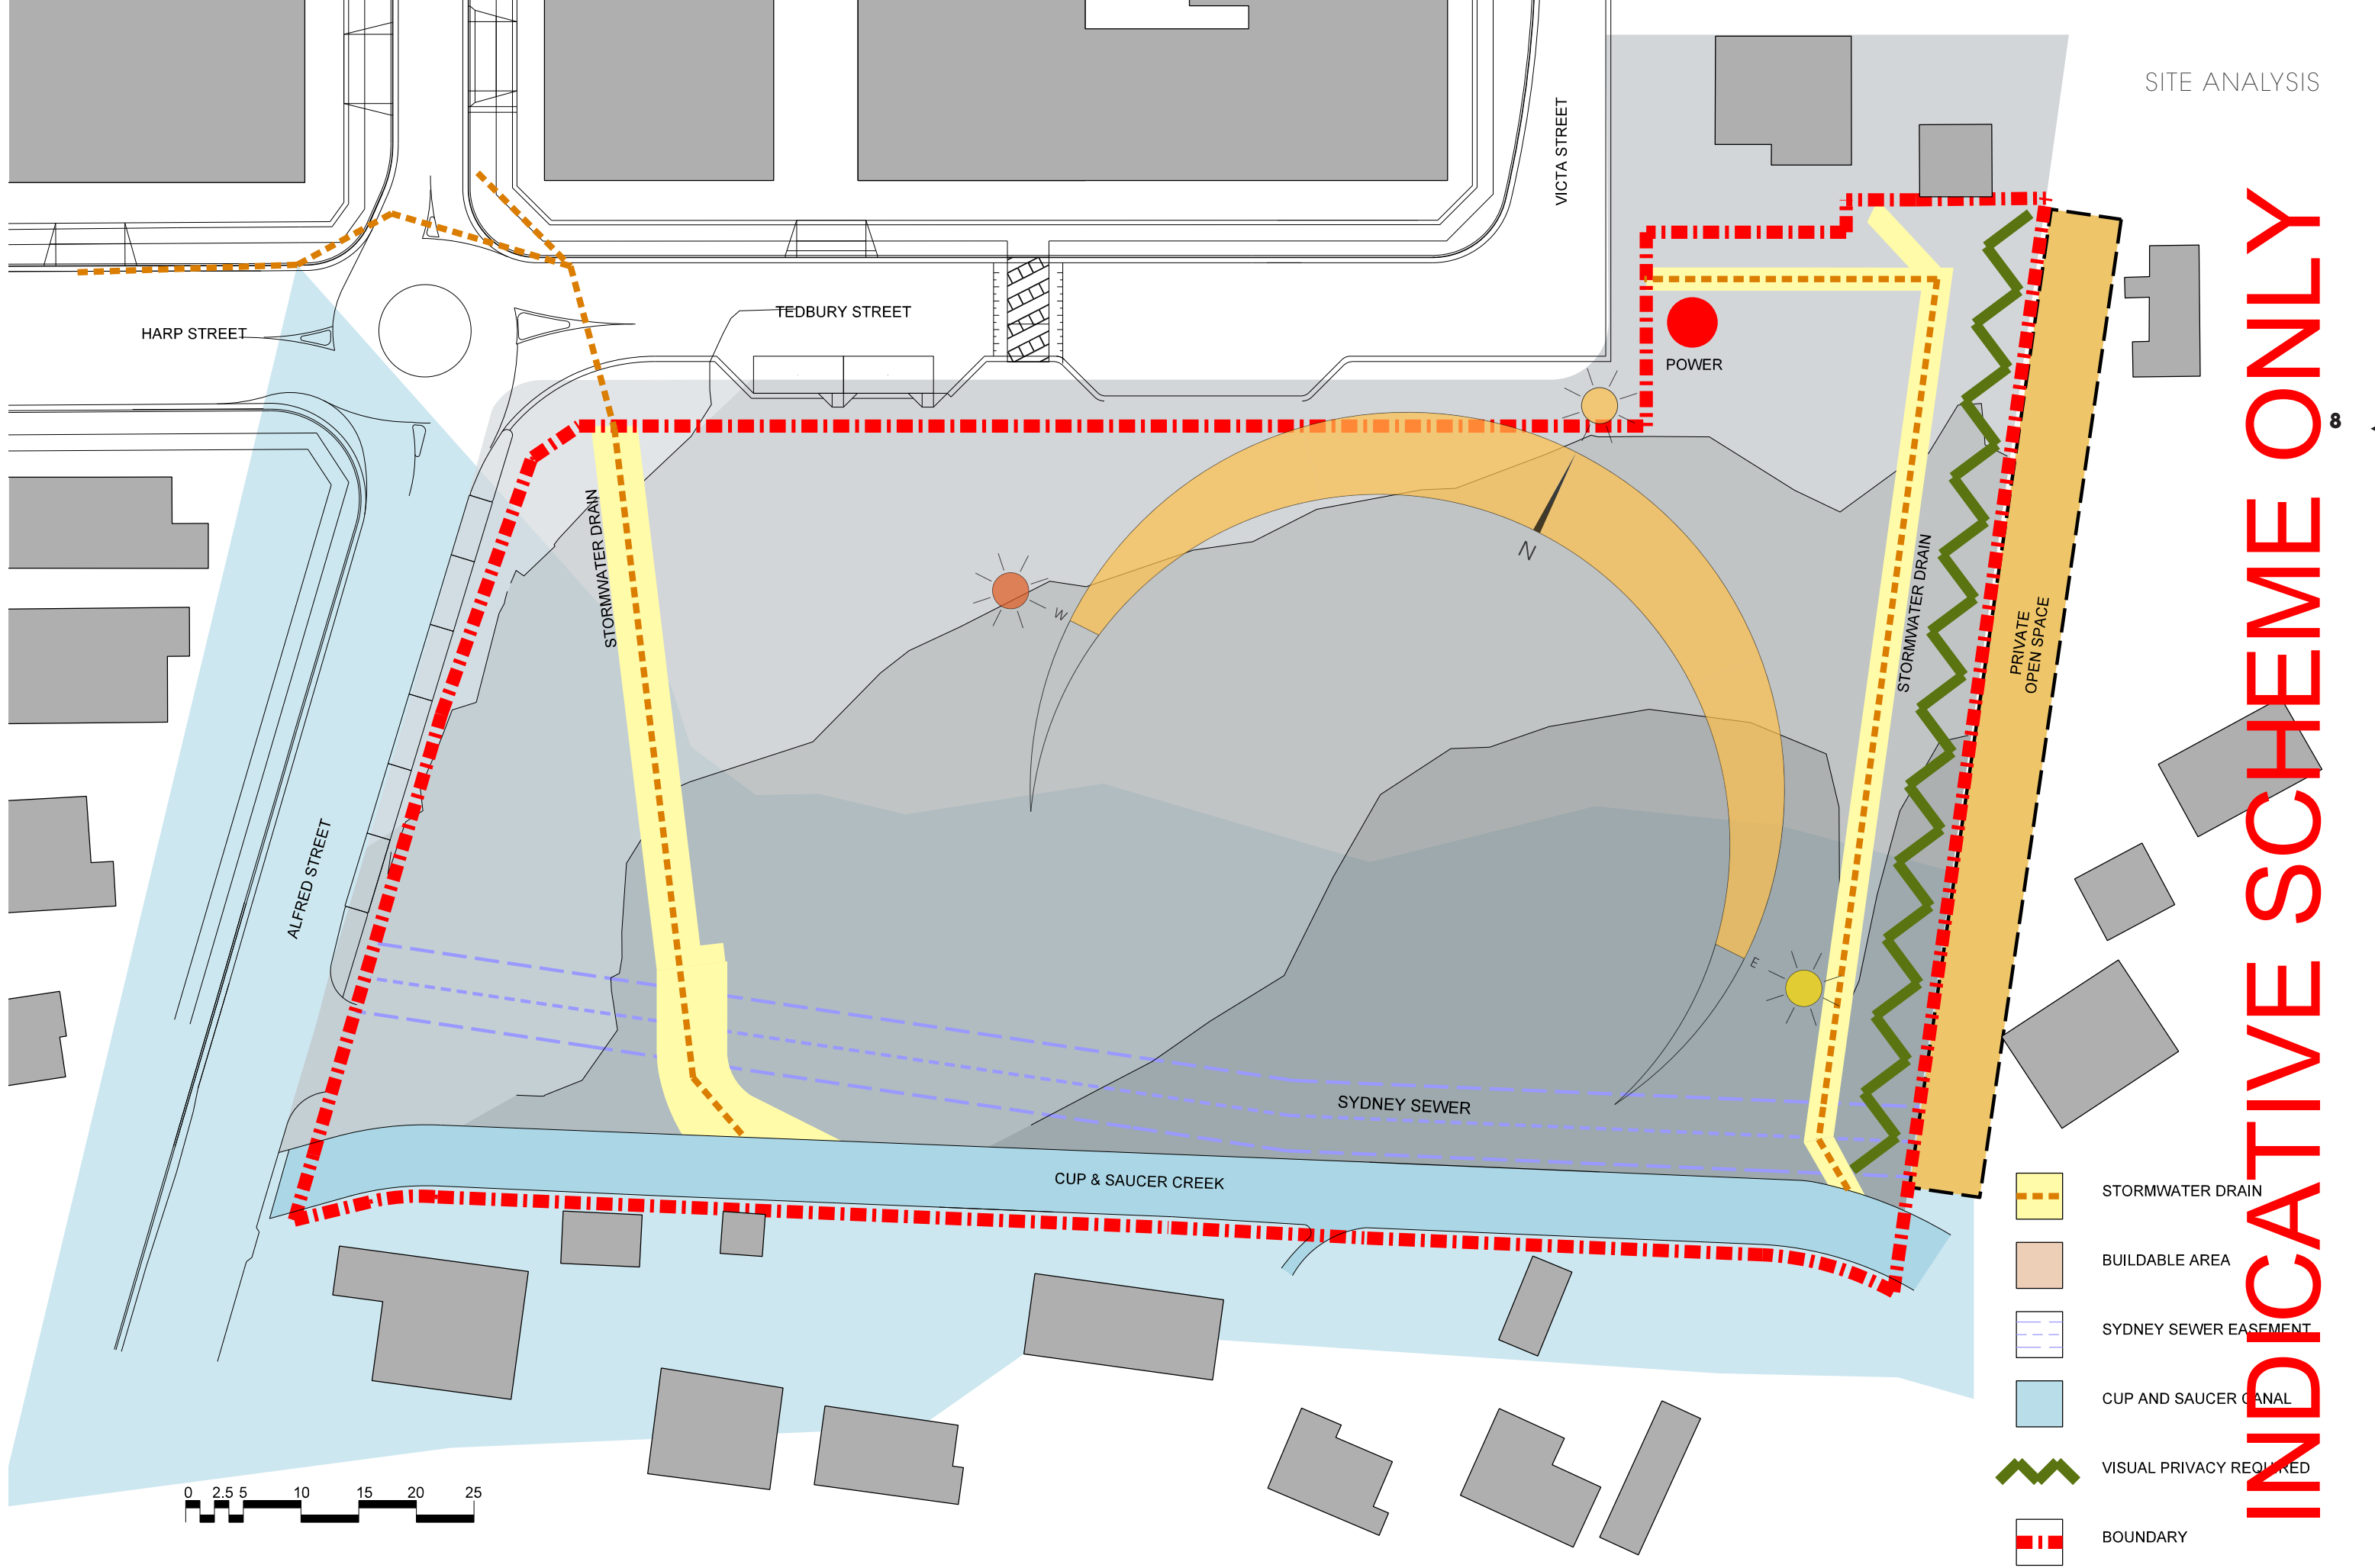 SITE ANALYSIS
VICTA STREET
TEDBURY STREET
HARP STREET
POWER
8
STORMWATER DRAIN
N
W
STORMWATER DRAIN
PRIVATE
OPEN SPACE
INDICATIVE SCHEME ONLY
ALFRED STREET
E
SYDNEY SEWER
CUP & SAUCER CREEK
STORMWATER DRAIN
BUILDABLE AREA
SYDNEY SEWER EASEMENT
CUP AND SAUCER CANAL
VISUAL PRIVACY REQUIRED
BOUNDARY
0 2.5 5 10 15 20 25